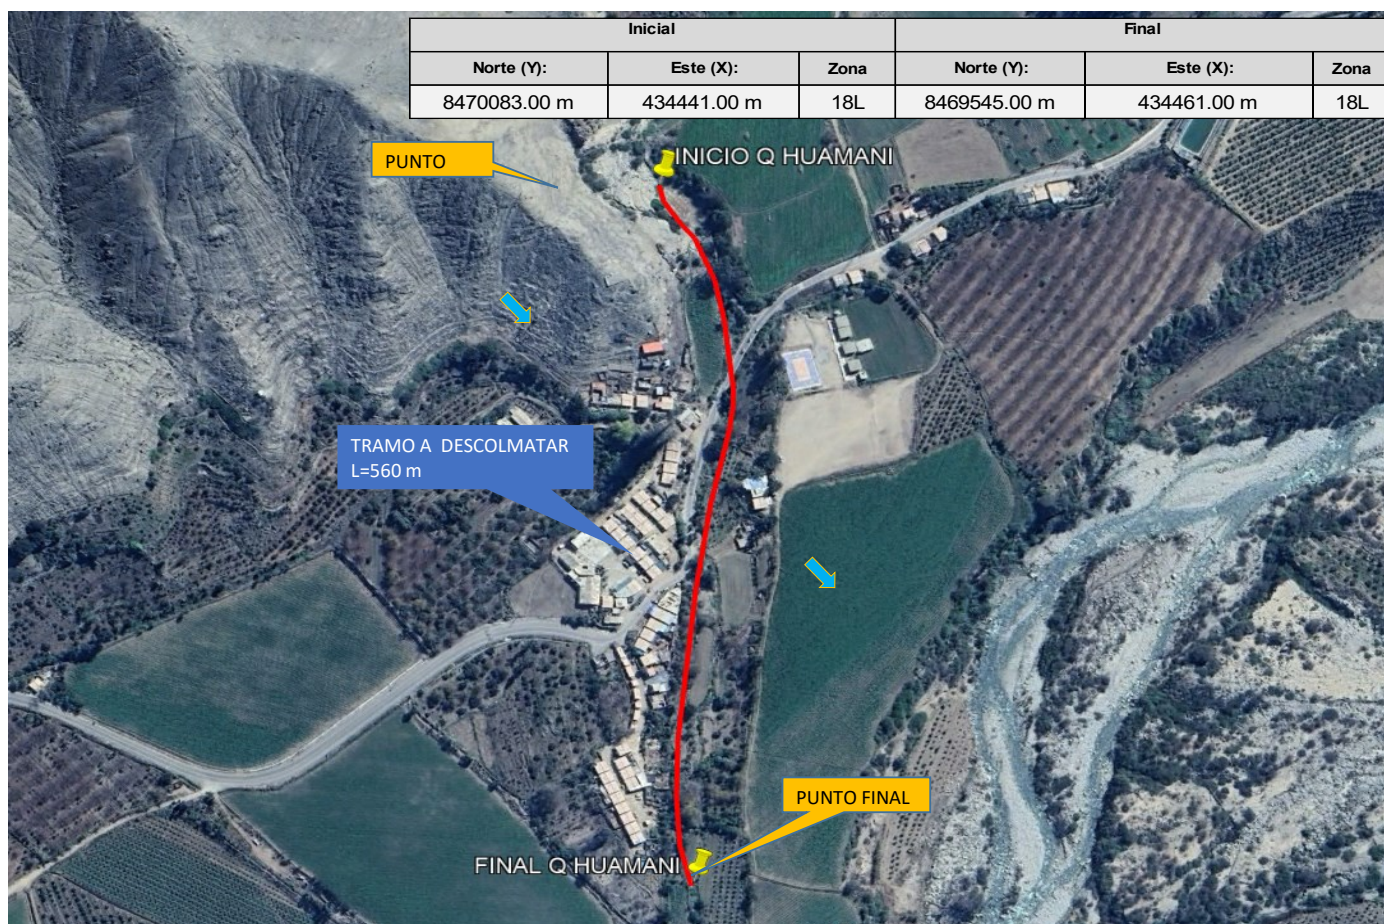 Inicial Final
Norte (Y): Este (X): Zona Norte (Y): Este (X): Zona
8470083.00 m 434441.00 m 18L 8469545.00 m 434461.00 m 18L
PUNTO
INICIO Q HUAMANI
TRAMO A DESCOLMATAR
L=560 m
PUNTO FINAL
FINAL Q HUAMANI